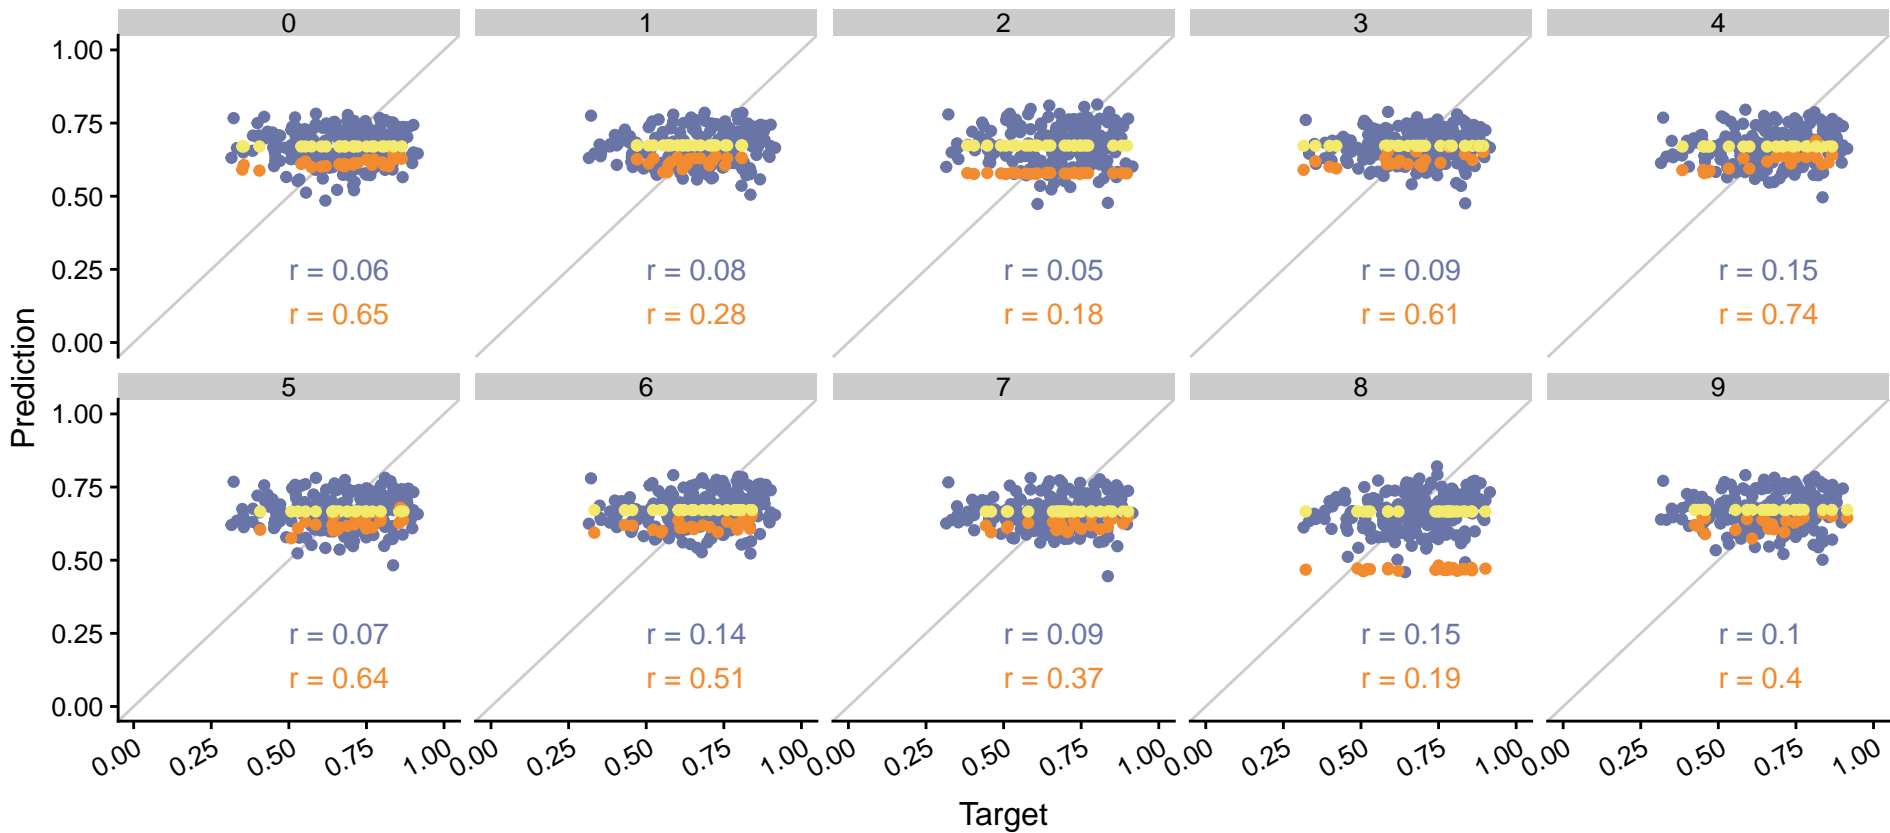 0 1 2 3 4
1.00
0.75
0.50
0.25
0.00
r = 0.06 r = 0.08 r = 0.05 r = 0.09 r = 0.15
r = 0.65 r = 0.28 r = 0.18 r = 0.61 r = 0.74
Prediction
5 6 7 8 9
1.00
0.75
0.50
0.25
0.00
r = 0.07 r = 0.14 r = 0.09 r = 0.15 r = 0.1
r = 0.64 r = 0.51 r = 0.37 r = 0.19 r = 0.4
0.00 0.25 0.50 0.75 1.00 0.00 0.25 0.50 0.75 1.00 0.00 0.25 0.50 0.75 1.00 0.00 0.25 0.50 0.75 1.00 0.00 0.25 0.50 0.75 1.00
Target